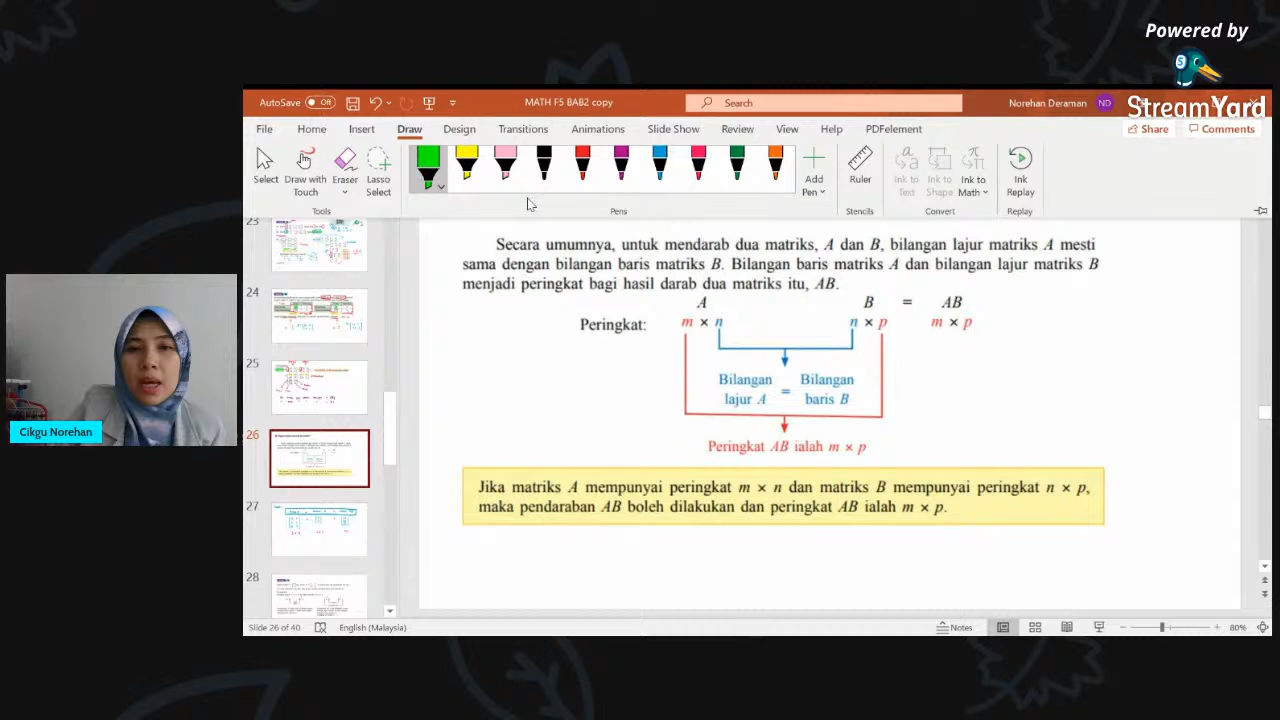 Powered by
StreamYard
AutoSave Off
MATH F5 BAB2 copy
Search
Norehan Deraman ND
File Home Insert Draw Design Transitions Animations Slide Show Review View Help PDFelement
Share Comments
Select Draw with Touch Eraser Lasso Select
Add Pen
Ruler
Ink to Text Ink to Shape Ink to Math
Ink Replay
Tools Pens Stencils Convert Replay
23
24
25
26
27
28
Secara umumnya, untuk mendarab dua matriks, A dan B, bilangan lajur matriks A mesti
sama dengan bilangan baris matriks B. Bilangan baris matriks A dan bilangan lajur matriks B
menjadi peringkat bagi hasil darab dua matriks itu, AB.
A B = AB
Peringkat: m × n n × p m × p
Bilangan lajur A = Bilangan baris B
Peringkat AB ialah m × p
Jika matriks A mempunyai peringkat m × n dan matriks B mempunyai peringkat n × p,
maka pendaraban AB boleh dilakukan dan peringkat AB ialah m × p.
Cikgu Norehan
Slide 26 of 40 English (Malaysia) Notes 80%